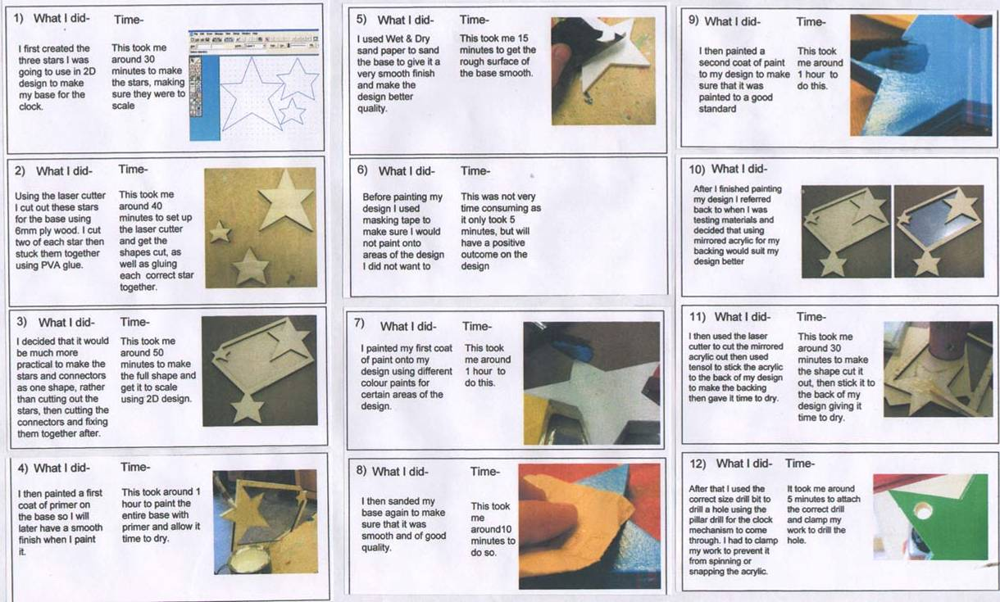 1) What I did-
Time-
I first created the
three stars I was
going to use in 2D
design to make
my base for the
clock.
This took me
around 30
minutes to make
the stars, making
sure they were to
scale
2) What I did-
Time-
Using the laser cutter
I cut out these stars
for the base using
6mm ply wood. I cut
two of each star then
stuck them together
using PVA glue.
This took me
around 40
minutes to set up
the laser cutter
and get the
shapes cut, as
well as gluing
each correct star
together.
3) What I did-
Time-
I decided that it would
be much more
practical to make the
stars and connectors
as one shape, rather
than cutting out the
stars, then cutting the
connectors and fixing
them together after.
This took me
around 50
minutes to make
the full shape and
get it to scale
using 2D design.
4) What I did-
Time-
I then painted a first
coat of primer on
the base so I will
later have a smooth
finish when I paint
it.
This took around 1
hour to paint the
entire base with
primer and allow it
time to dry.
5) What I did-
Time-
I used Wet & Dry
sand paper to sand
the base to give it a
very smooth finish
and make the
design better
quality.
This took me 15
minutes to get the
rough surface of
the base smooth.
6) What I did-
Time-
Before painting my
design I used
masking tape to
make sure I would
not paint onto
areas of the design
I did not want to
This was not very
time consuming as
it only took 5
minutes, but will
have a positive
outcome on the
design
7) What I did-
Time-
I painted my first coat
of paint onto my
design using different
colour paints for
certain areas of the
design.
This took
me around
1 hour to
do this.
8) What I did-
Time-
I then sanded my
base again to make
sure that it was
smooth and of good
quality.
This took
me
around10
minutes to
do so.
9) What I did-
Time-
I then painted a
second coat of paint
to my design to make
sure that it was
painted to a good
standard
This took
me around
1 hour to
do this.
10) What I did-
After I finished painting
my design I referred
back to when I was
testing materials and
decided that using
mirrored acrylic for my
backing would suit my
design better
11) What I did-
Time-
I then used the laser
cutter to cut the mirrored
acrylic out then used
tensol to stick the acrylic
to the back of my design
to make the backing
then gave it time to dry.
This took me
around 30
minutes to make
the shape cut it
out, then stick it to
the back of my
design giving it
time to dry.
12) What I did-
Time-
After that I used the
correct size drill bit to
drill a hole using the
pillar drill for the clock
mechanism to come
through. I had to clamp
my work to prevent it
from spinning or
snapping the acrylic.
It took me around
5 minutes to attach
the correct drill
and clamp my
work to drill the
hole.